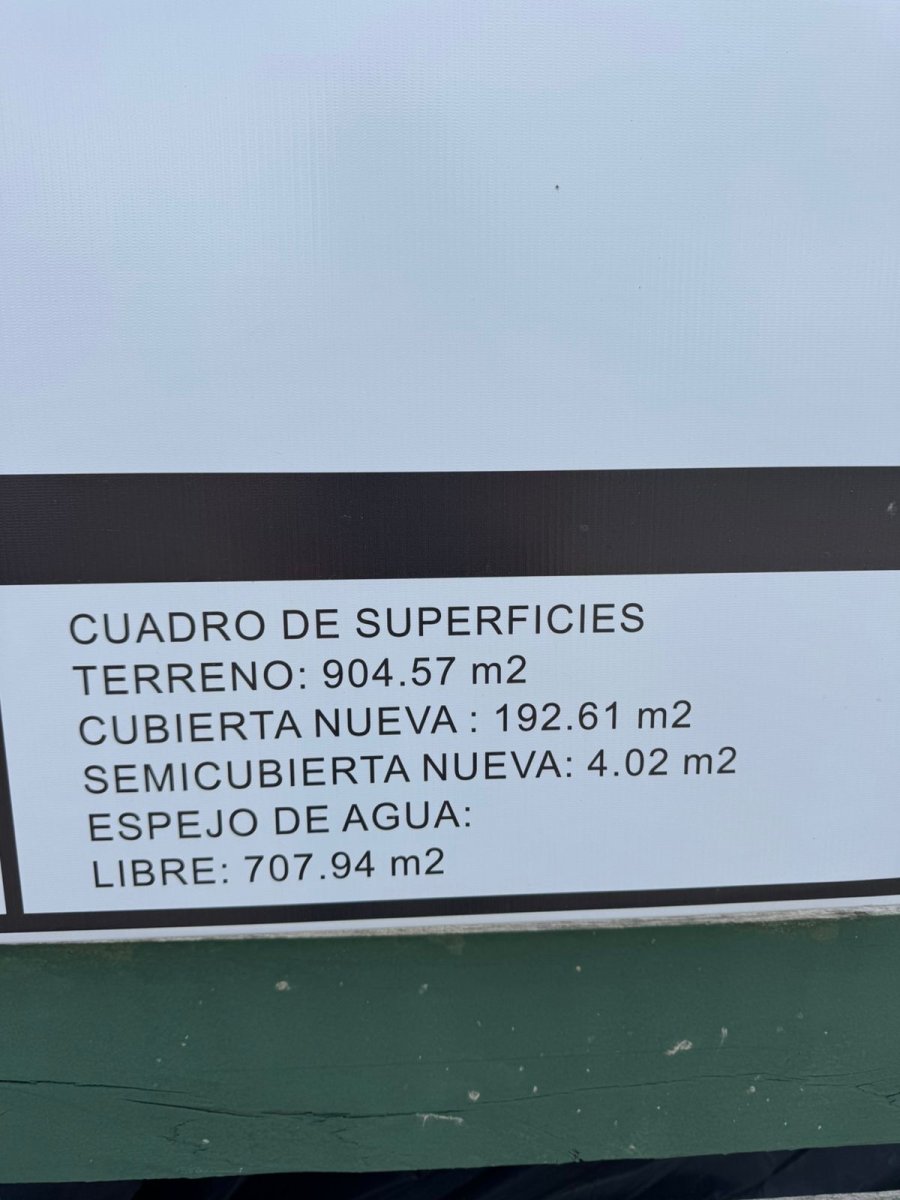 CUADRO DE SUPERFICIES
TERRENO: 904.57 m2
CUBIERTA NUEVA : 192.61 m2
SEMICUBIERTA NUEVA: 4.02 m2
ESPEJO DE AGUA:
LIBRE: 707.94 m2